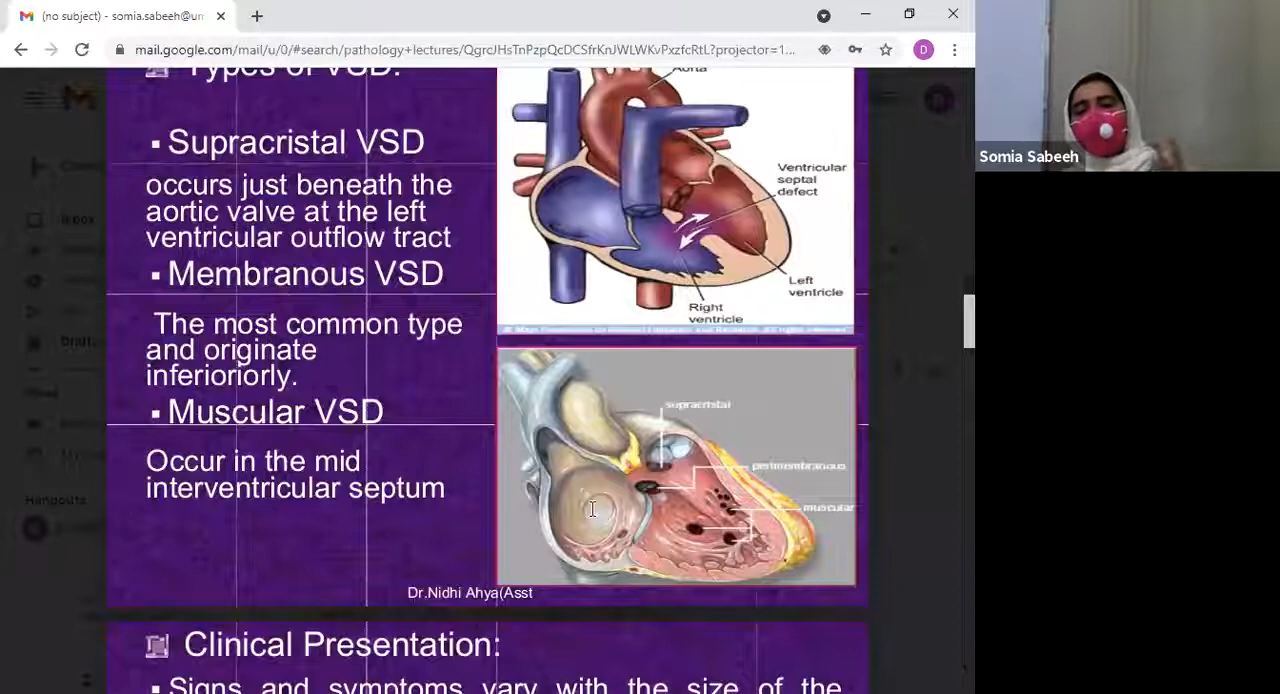 (no subject) - somia.sabeeh@un
mail.google.com/mail/u/0/#search/pathology+lectures/QgrcJHsTnPzpQcDCSfrKnJWLWKvPxzfcRtL?projector=1...
D
Somia Sabeeh
Types of VSD:
▪ Supracristal VSD
occurs just beneath the
aortic valve at the left
ventricular outflow tract
▪ Membranous VSD
The most common type
and originate
inferioriorly.
▪ Muscular VSD
Occur in the mid
interventricular septum
Aorta
Ventricular
septal
defect
Left
ventricle
Right
ventricle
supracristal
perimembranous
muscular
Dr.Nidhi Ahya(Asst
Clinical Presentation:
▪ Signs and symptoms vary with the size of the